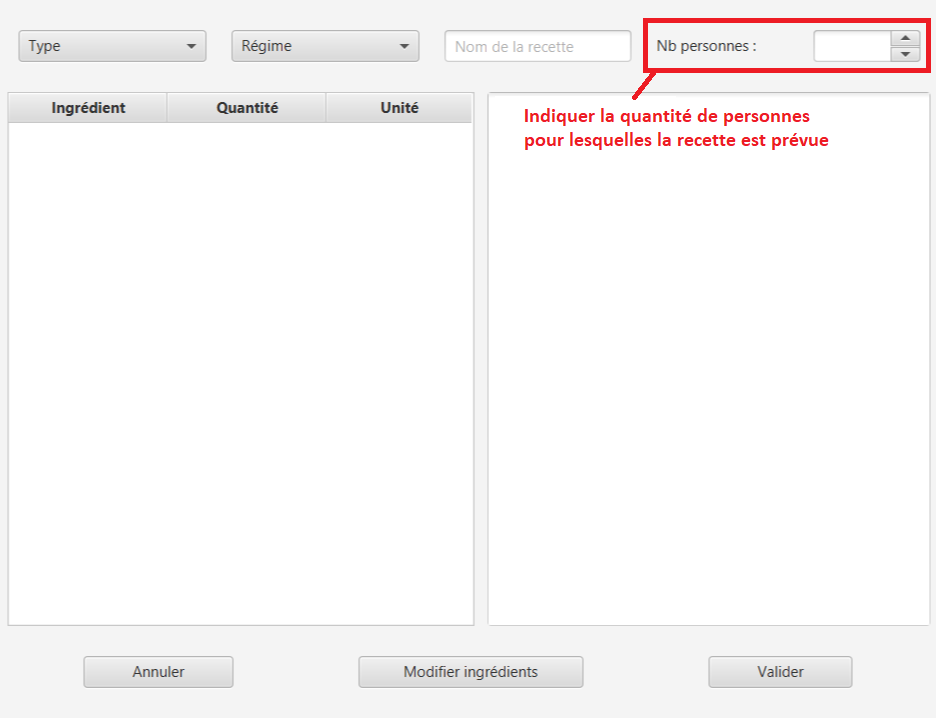 Type
Régime
Nom de la recette
Nb personnes :
Ingrédient
Quantité
Unité
Indiquer la quantité de personnes
pour lesquelles la recette est prévue
Annuler
Modifier ingrédients
Valider